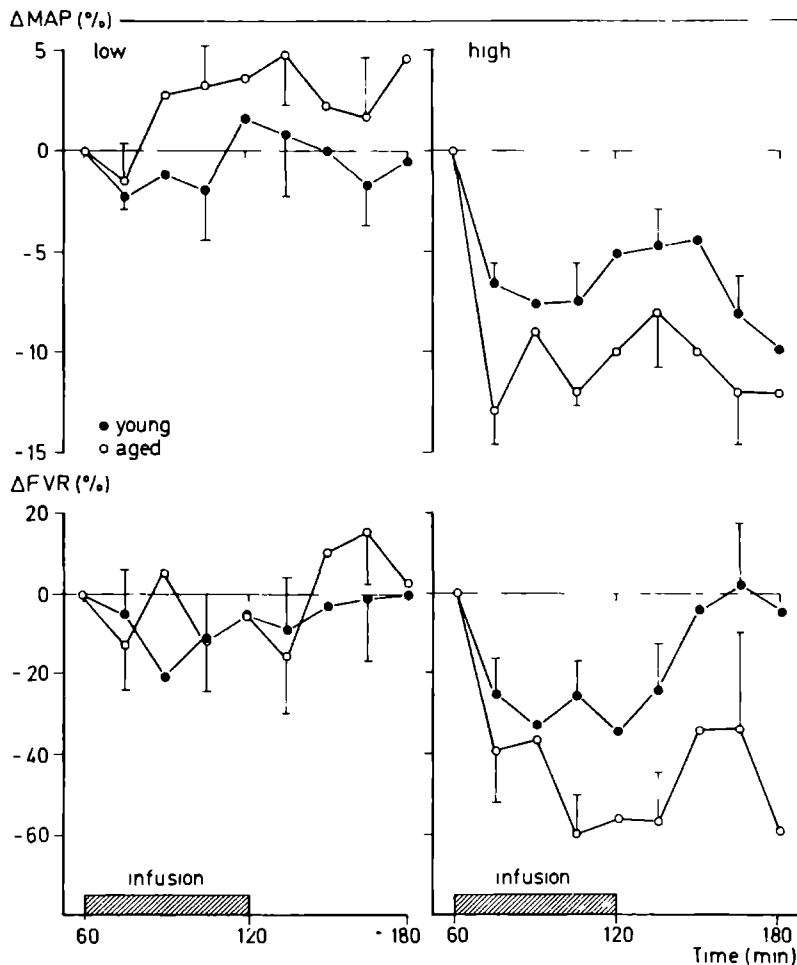 ΔMAP (%)
low
high
5
0
-5
-10
-15
● young
○ aged
ΔFVR (%)
20
0
-20
-40
-60
infusion
infusion
60
120
180
60
120
180
Time (min)